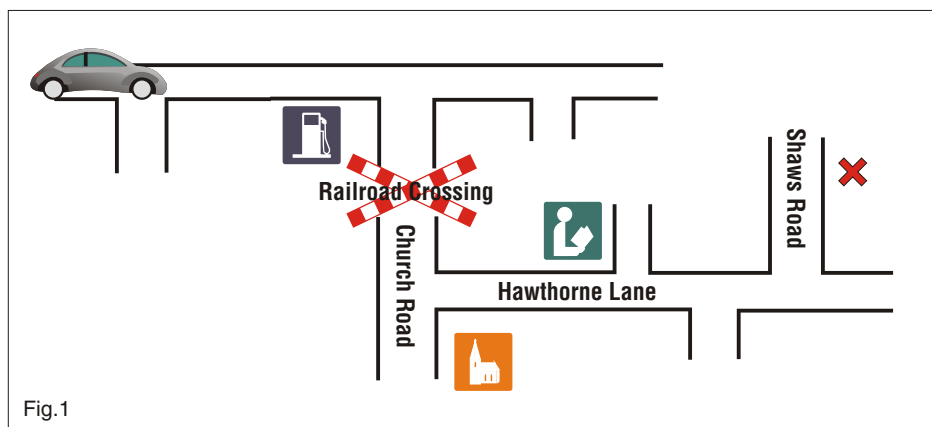 Railroad Crossing
Church Road
Hawthorne Lane
Shaws Road
Fig.1